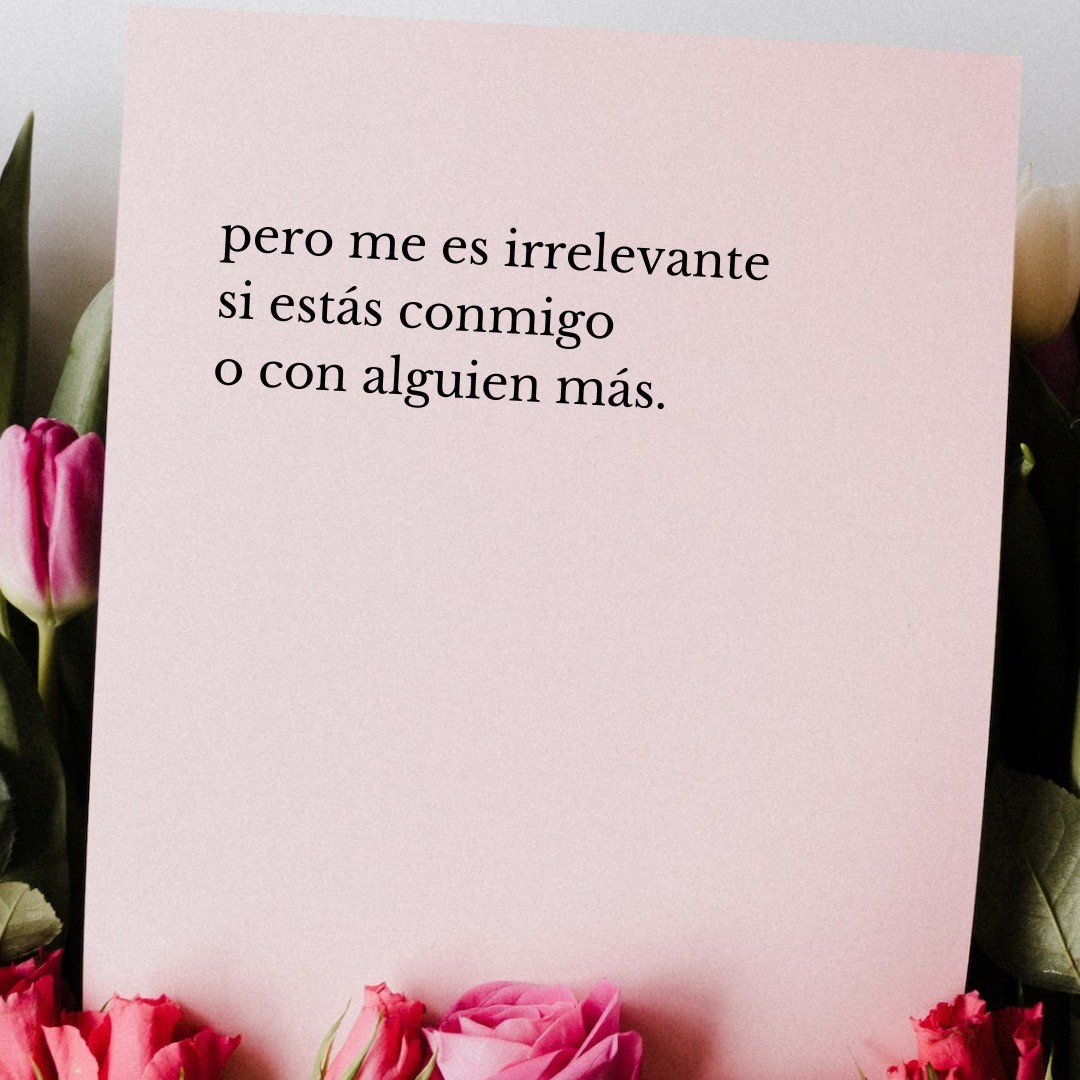 pero me es irrelevante
si estás conmigo
o con alguien más.